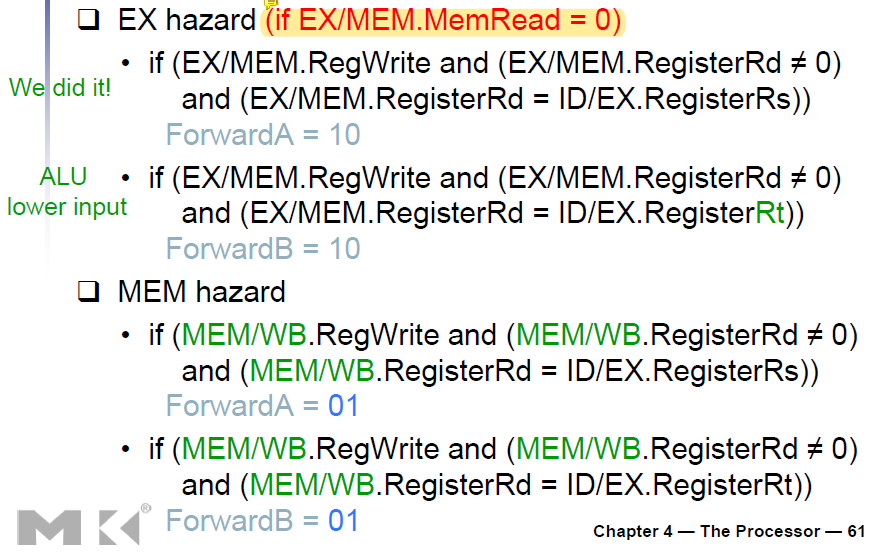 ❑ EX hazard (if EX/MEM.MemRead = 0)
We did it!
• if (EX/MEM.RegWrite and (EX/MEM.RegisterRd ≠ 0)
and (EX/MEM.RegisterRd = ID/EX.RegisterRs))
ForwardA = 10
ALU
lower input
• if (EX/MEM.RegWrite and (EX/MEM.RegisterRd ≠ 0)
and (EX/MEM.RegisterRd = ID/EX.RegisterRt))
ForwardB = 10
❑ MEM hazard
• if (MEM/WB.RegWrite and (MEM/WB.RegisterRd ≠ 0)
and (MEM/WB.RegisterRd = ID/EX.RegisterRs))
ForwardA = 01
• if (MEM/WB.RegWrite and (MEM/WB.RegisterRd ≠ 0)
and (MEM/WB.RegisterRd = ID/EX.RegisterRt))
ForwardB = 01
MK®
Chapter 4 — The Processor — 61